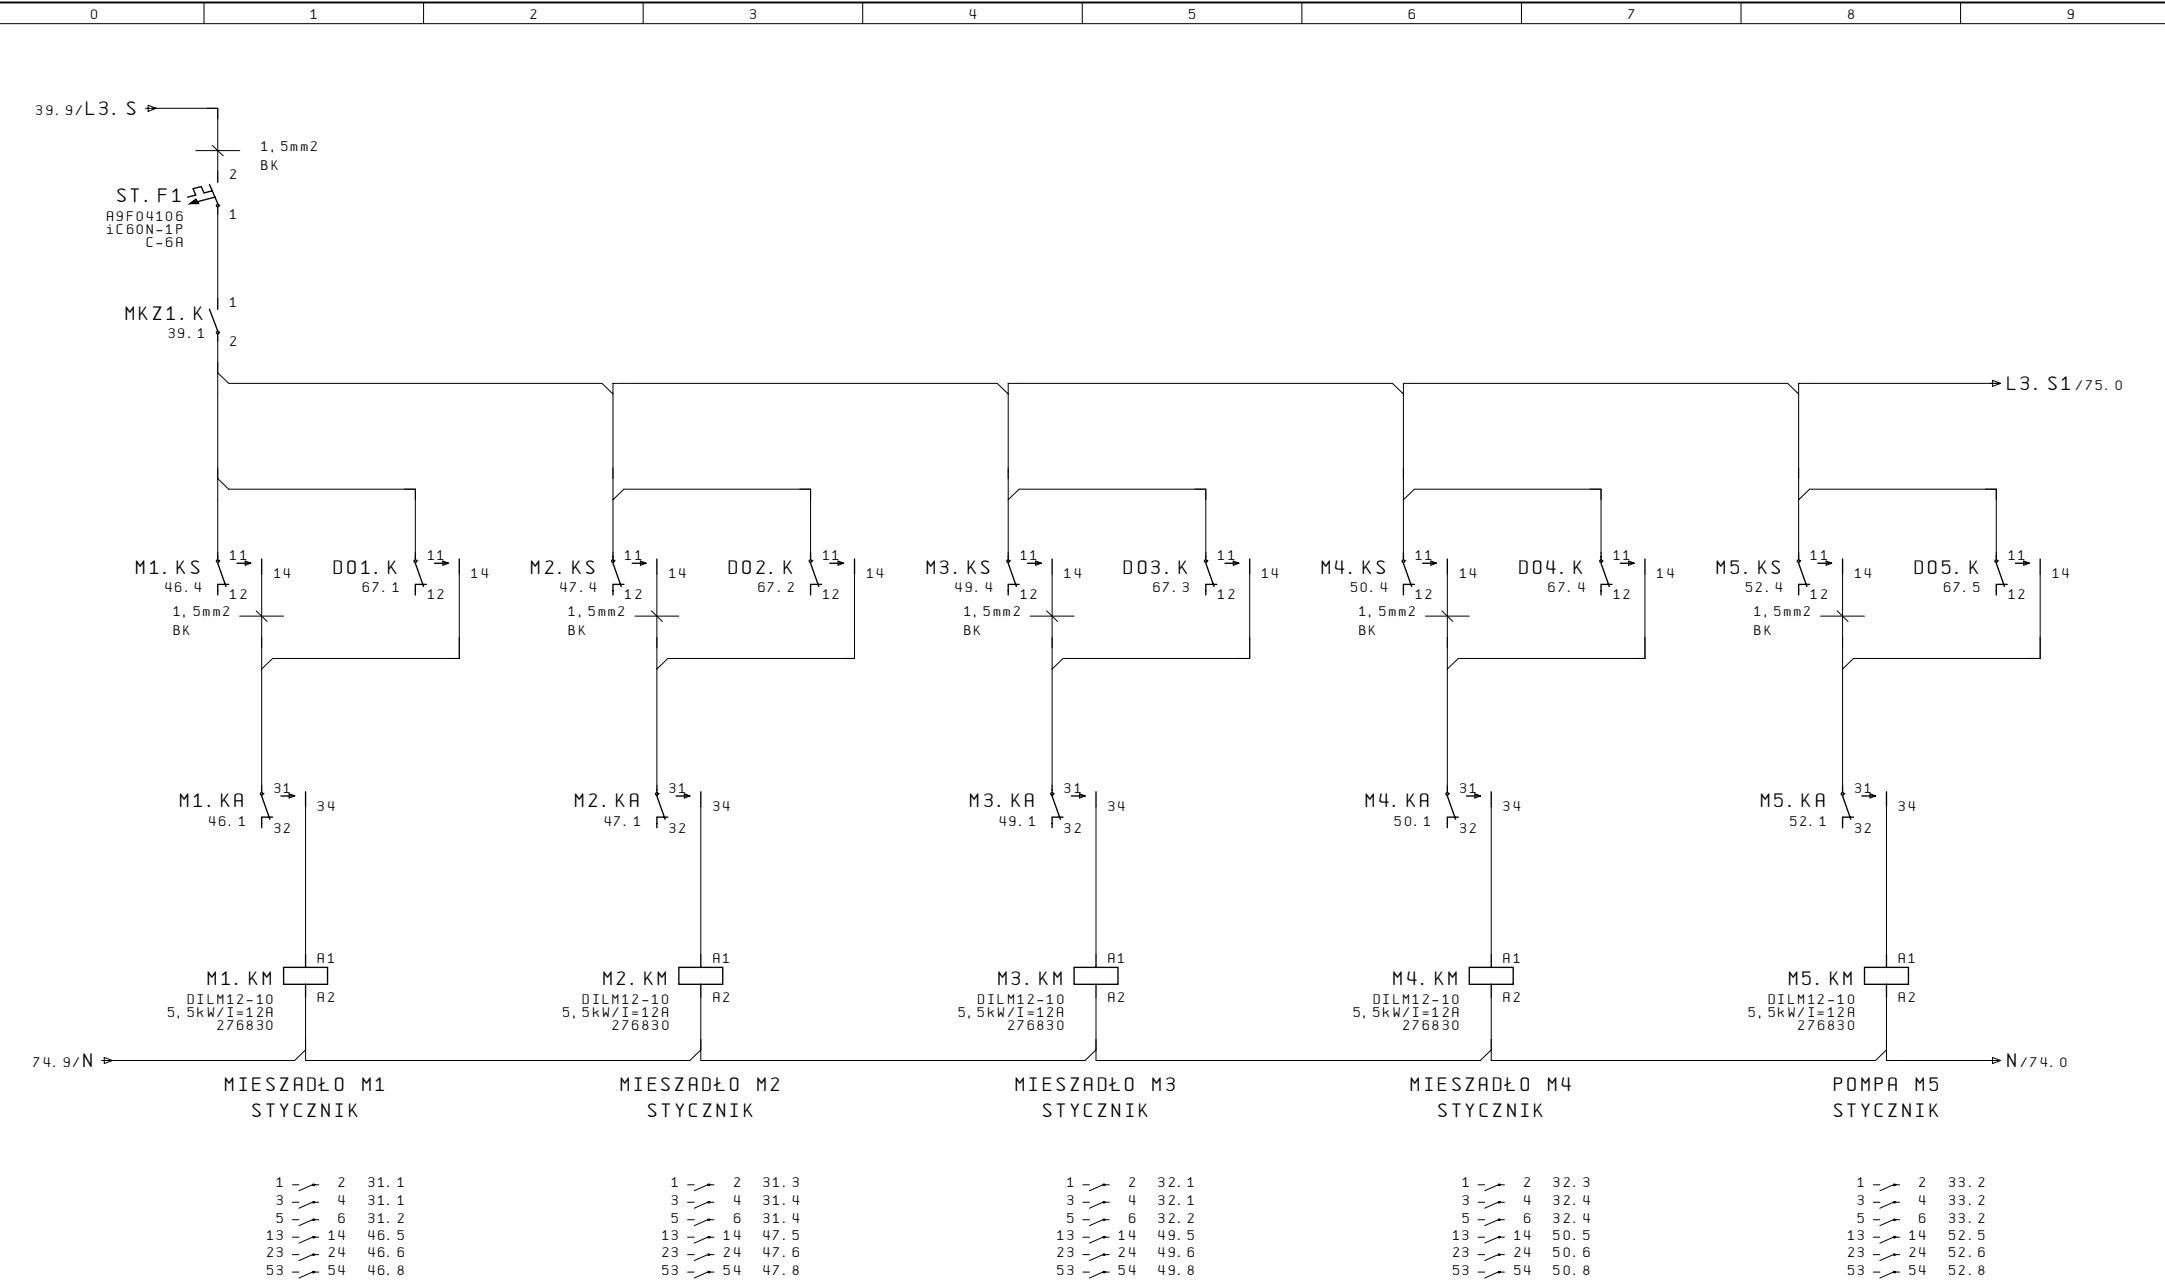 0 1 2 3 4 5 6 7 8 9
39.9/L3.S
1,5mm2
BK
2
ST.F1
1
A9F04106
iC60N-1P
C-6A
1
MKZ1.K
39.1
2
L3.S1/75.0
M1.KS 11 14 D01.K 11 14 M2.KS 11 14 D02.K 11 14 M3.KS 11 14 D03.K 11 14 M4.KS 11 14 D04.K 11 14 M5.KS 11 14 D05.K 11 14
46.4 12 67.1 12 47.4 12 67.2 12 49.4 12 67.3 12 50.4 12 67.4 12 52.4 12 67.5 12
1,5mm2 1,5mm2 1,5mm2 1,5mm2 1,5mm2
BK BK BK BK BK
M1.KA 31 34 M2.KA 31 34 M3.KA 31 34 M4.KA 31 34 M5.KA 31 34
46.1 32 47.1 32 49.1 32 50.1 32 52.1 32
A1 A1 A1 A1 A1
M1.KM M2.KM M3.KM M4.KM M5.KM
DILM12-10 A2 DILM12-10 A2 DILM12-10 A2 DILM12-10 A2 DILM12-10 A2
5,5kW/I=12A 5,5kW/I=12A 5,5kW/I=12A 5,5kW/I=12A 5,5kW/I=12A
276830 276830 276830 276830 276830
74.9/N N/74.0
MIESZADŁO M1 MIESZADŁO M2 MIESZADŁO M3 MIESZADŁO M4 POMPA M5
STYCZNIK STYCZNIK STYCZNIK STYCZNIK STYCZNIK
1 2 31.1 1 2 31.3 1 2 32.1 1 2 32.3 1 2 33.2
3 4 31.1 3 4 31.4 3 4 32.1 3 4 32.4 3 4 33.2
5 6 31.2 5 6 31.4 5 6 32.2 5 6 32.4 5 6 33.2
13 14 46.5 13 14 47.5 13 14 49.5 13 14 50.5 13 14 52.5
23 24 46.6 23 24 47.6 23 24 49.6 23 24 50.6 23 24 52.6
53 54 46.8 53 54 47.8 53 54 49.8 53 54 50.8 53 54 52.8